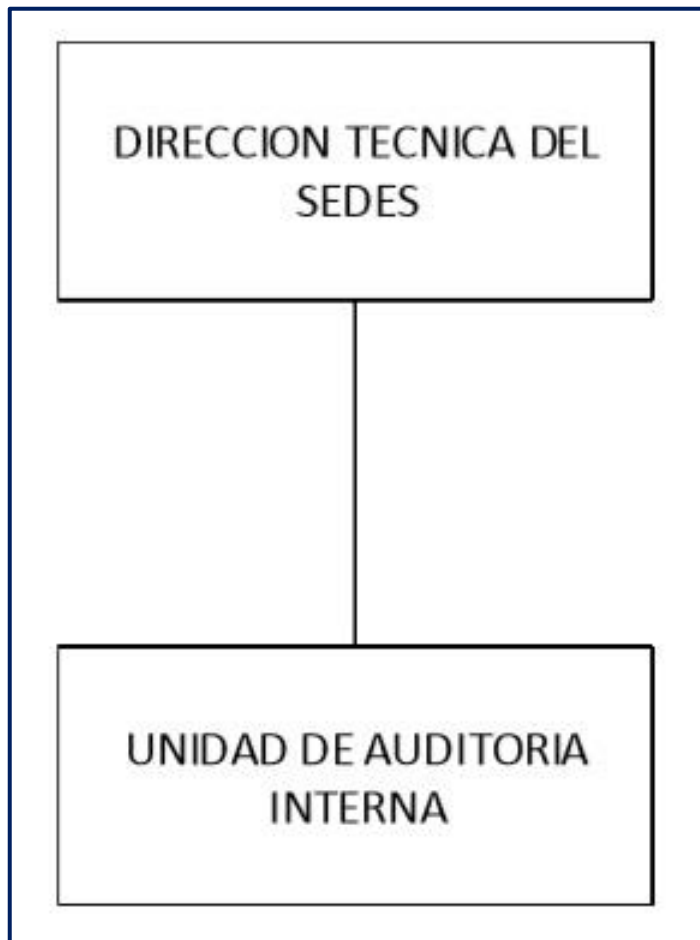 DIRECCION TECNICA DEL
SEDES
UNIDAD DE AUDITORIA
INTERNA